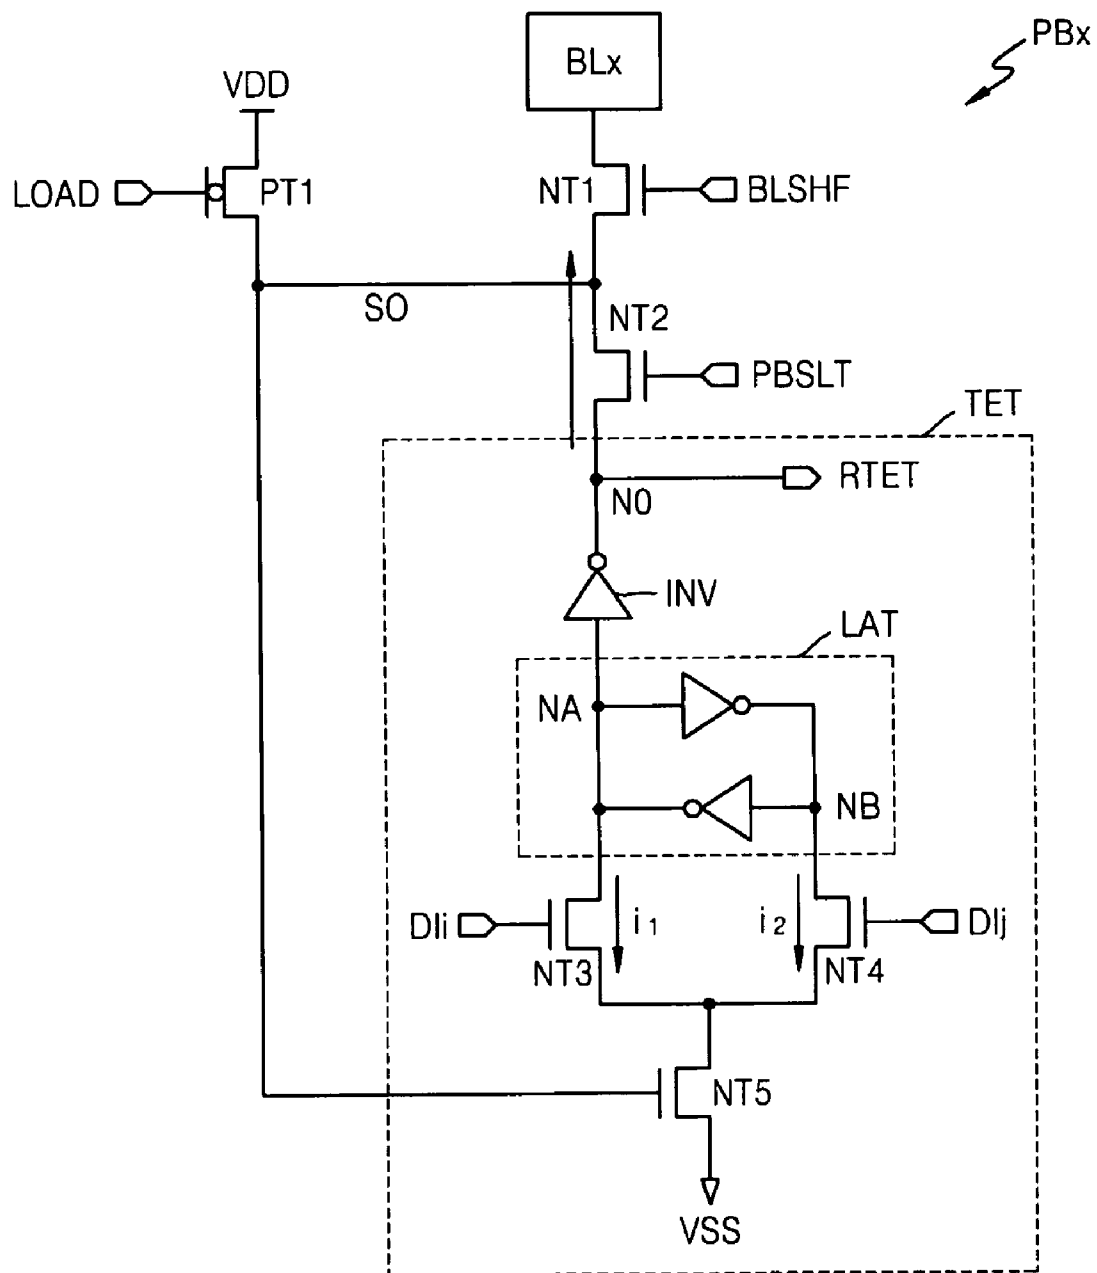 PBx
BLx
VDD
LOAD
PT1
NT1
BLSHF
SO
NT2
PBSLT
TET
RTET
N0
INV
LAT
NA
NB
DIi
i1
i2
DIj
NT3
NT4
NT5
VSS